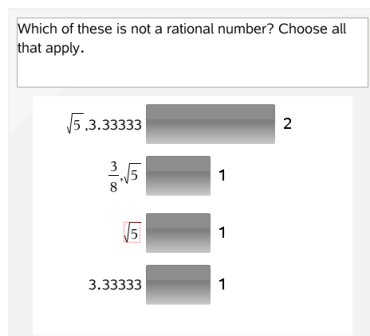 Which of these is not a rational number? Choose all
that apply.
√5,3.33333 2
3/8,√5 1
√5 1
3.33333 1